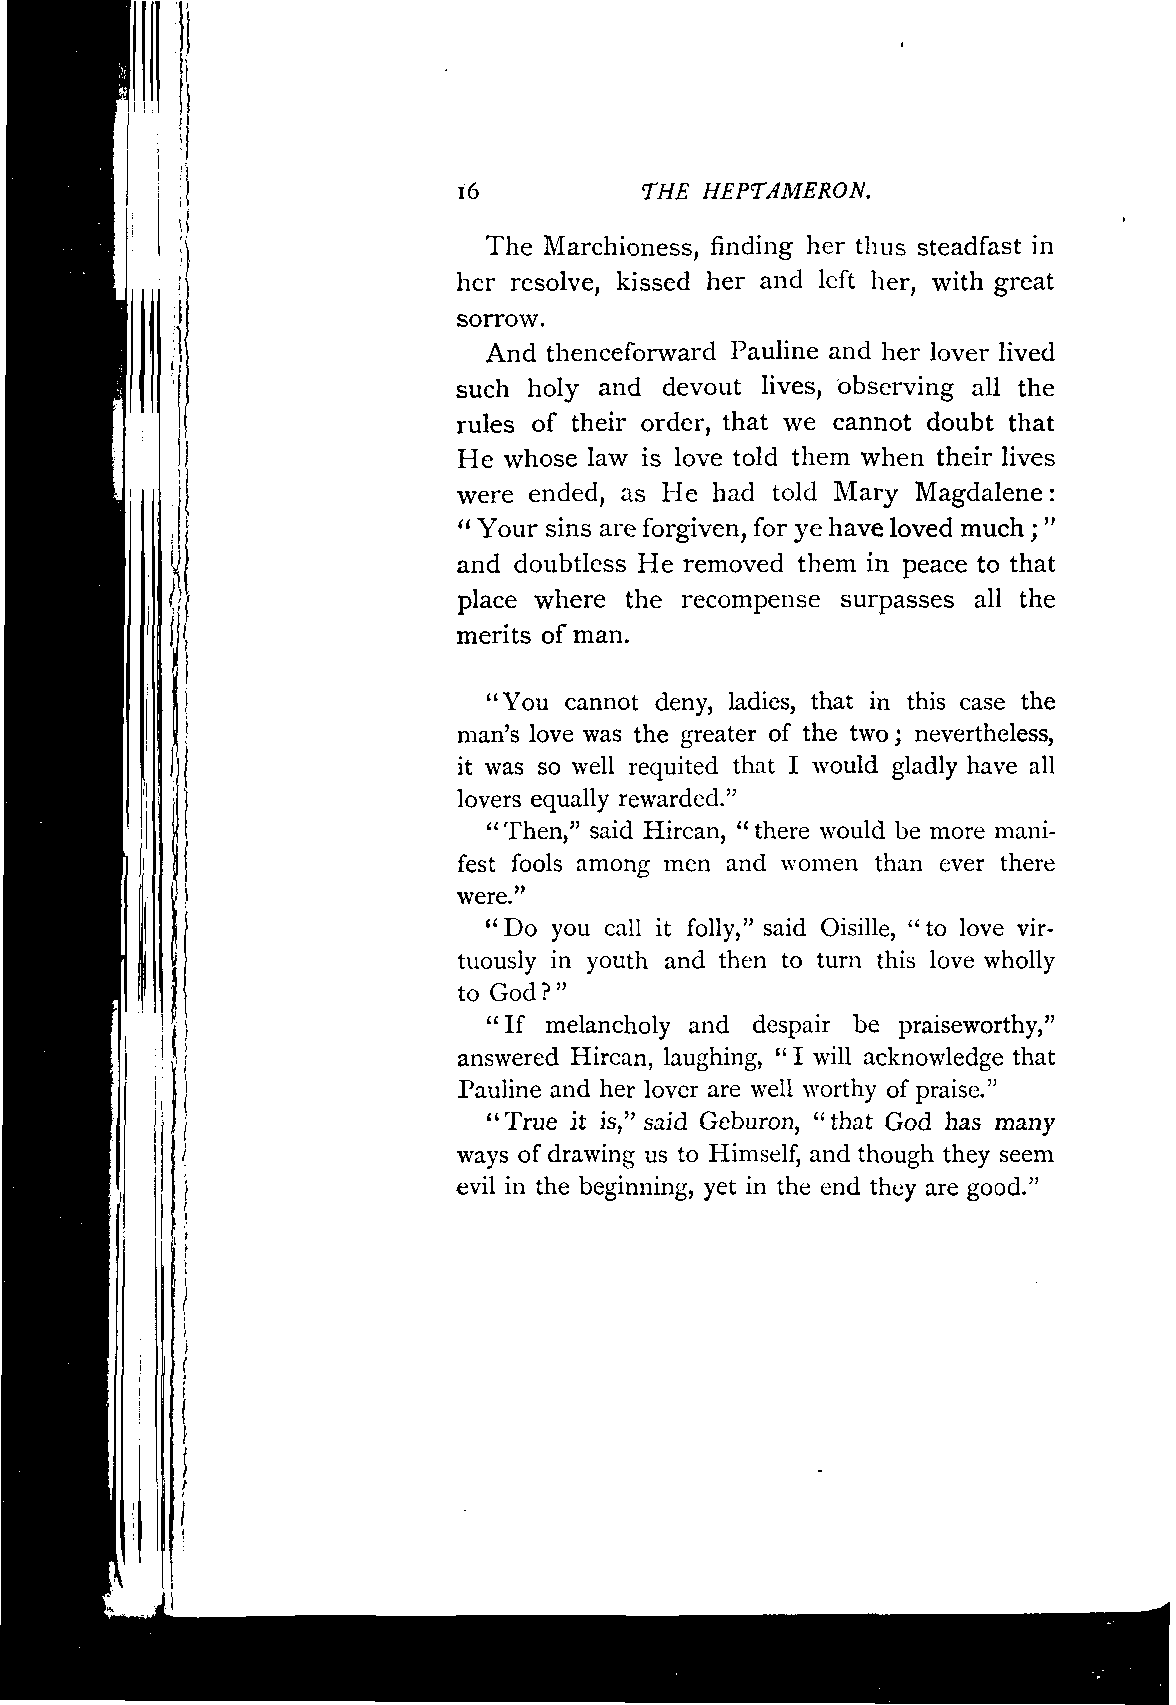 16 THE HEPTAMERON.
The Marchioness, finding her thus steadfast in
her resolve, kissed her and left her, with great
sorrow.
And thenceforward Pauline and her lover lived
such holy and devout lives, observing all the
rules of their order, that we cannot doubt that
He whose law is love told them when their lives
were ended, as He had told Mary Magdalene:
“Your sins are forgiven, for ye have loved much;”
and doubtless He removed them in peace to that
place where the recompense surpasses all the
merits of man.
“You cannot deny, ladies, that in this case the
man’s love was the greater of the two; nevertheless,
it was so well requited that I would gladly have all
lovers equally rewarded.”
“Then,” said Hircan, “there would be more mani-
fest fools among men and women than ever there
were.”
“Do you call it folly,” said Oisille, “to love vir-
tuously in youth and then to turn this love wholly
to God?”
“If melancholy and despair be praiseworthy,”
answered Hircan, laughing, “I will acknowledge that
Pauline and her lover are well worthy of praise.”
“True it is,” said Geburon, “that God has many
ways of drawing us to Himself, and though they seem
evil in the beginning, yet in the end they are good.”